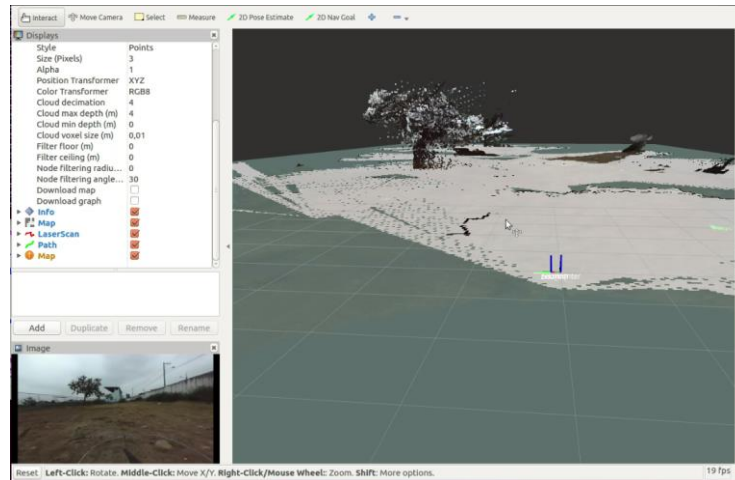 Interact Move Camera Select Measure 2D Pose Estimate 2D Nav Goal
Displays
Style Points
Size (Pixels) 3
Alpha 1
Position Transformer XYZ
Color Transformer RGB8
Cloud decimation 4
Cloud max depth (m) 4
Cloud min depth (m) 0
Cloud voxel size (m) 0,01
Filter floor (m) 0
Filter ceiling (m) 0
Node filtering radiu... 0
Node filtering angle... 30
Download map
Download graph
Info
Map
LaserScan
Path
Map
Add Duplicate Remove Rename
Image
Reset Left-Click: Rotate. Middle-Click: Move X/Y. Right-Click/Mouse Wheel:: Zoom. Shift: More options. 19 fps